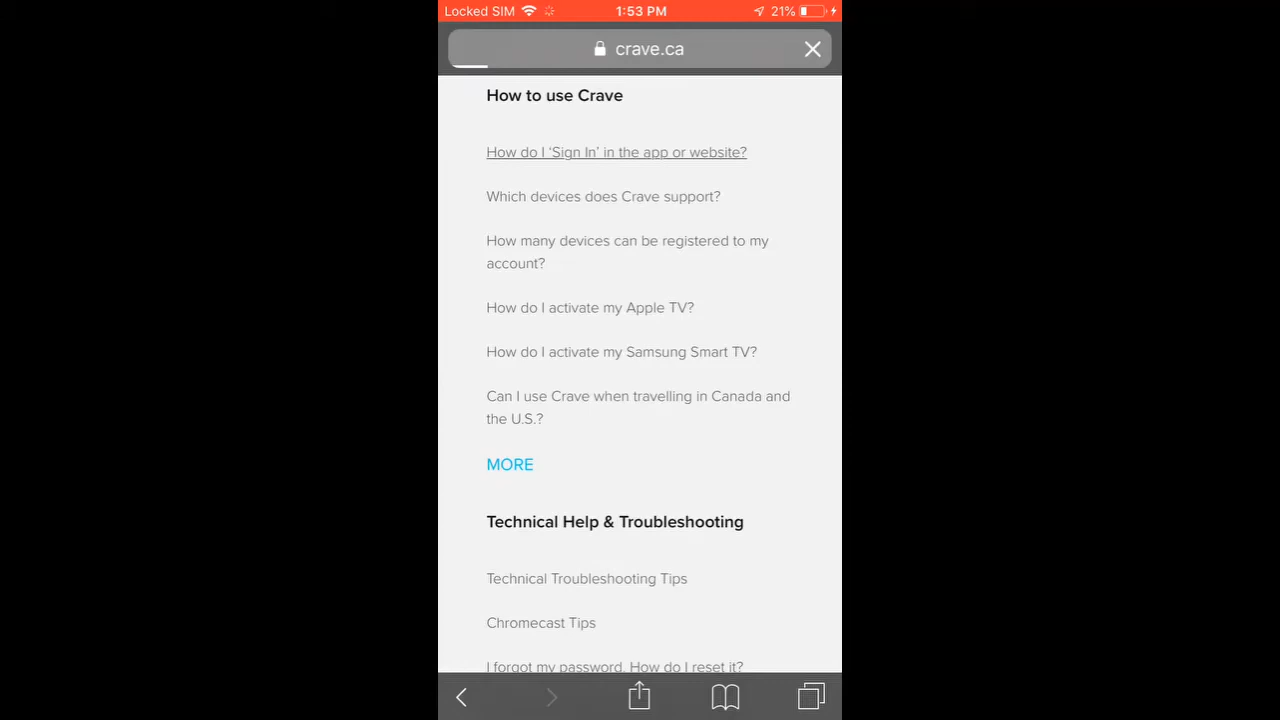 Locked SIM 1:53 PM 21%
crave.ca
How to use Crave
How do I ‘Sign In’ in the app or website?
Which devices does Crave support?
How many devices can be registered to my
account?
How do I activate my Apple TV?
How do I activate my Samsung Smart TV?
Can I use Crave when travelling in Canada and
the U.S.?
MORE
Technical Help & Troubleshooting
Technical Troubleshooting Tips
Chromecast Tips
I forgot my password. How do I reset it?